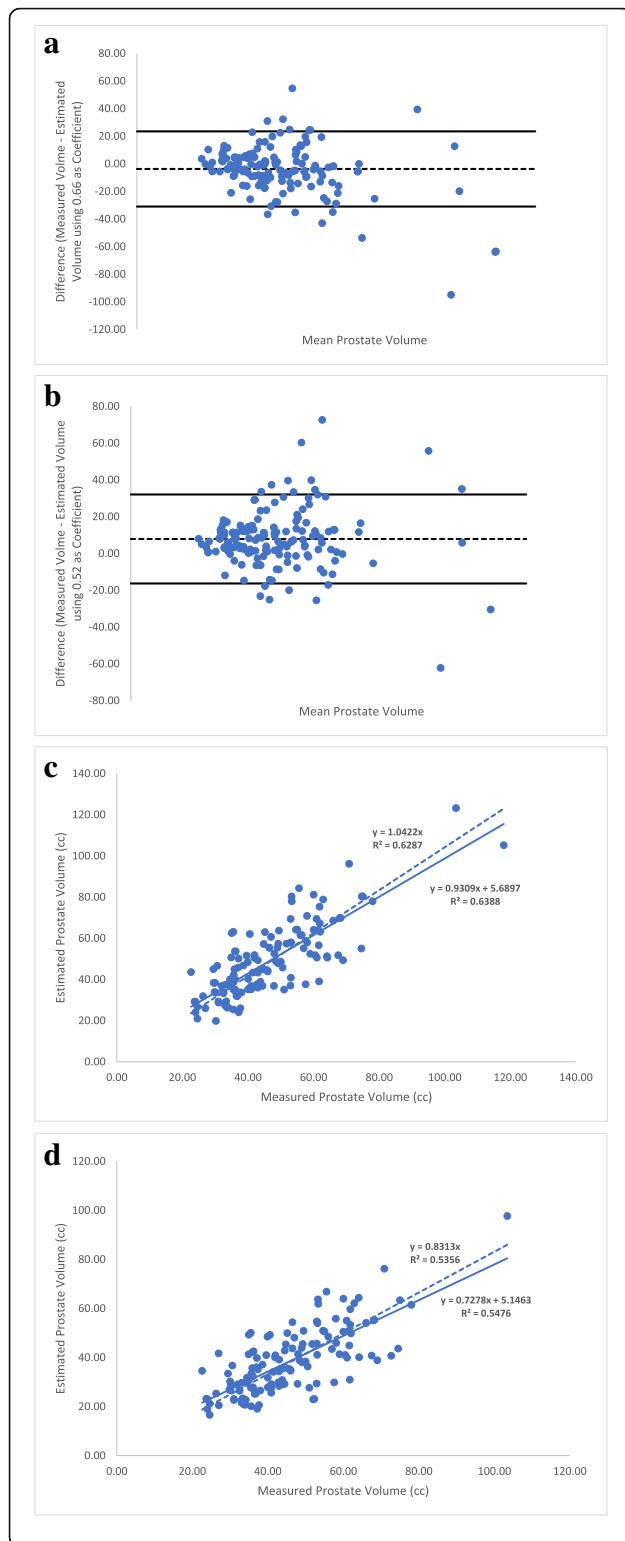 a
80.00
60.00
40.00
20.00
0.00
-20.00
-40.00
-60.00
-80.00
-100.00
-120.00
Difference (Measured Volme - Estimated
Volume using 0.66 as Coefficient)
Mean Prostate Volume
b
80.00
60.00
40.00
20.00
0.00
-20.00
-40.00
-60.00
-80.00
Difference (Measured Volme - Estimated Volume
using 0.52 as Coefficient)
Mean Prostate Volume
c
140.00
120.00
100.00
80.00
60.00
40.00
20.00
0.00
Estimated Prostate Volume (cc)
y = 1.0422x
R² = 0.6287
y = 0.9309x + 5.6897
R² = 0.6388
0.00 20.00 40.00 60.00 80.00 100.00 120.00 140.00
Measured Prostate Volume (cc)
d
120.00
100.00
80.00
60.00
40.00
20.00
0.00
Estimated Prostate Volume (cc)
y = 0.8313x
R² = 0.5356
y = 0.7278x + 5.1463
R² = 0.5476
0.00 20.00 40.00 60.00 80.00 100.00 120.00
Measured Prostate Volume (cc)